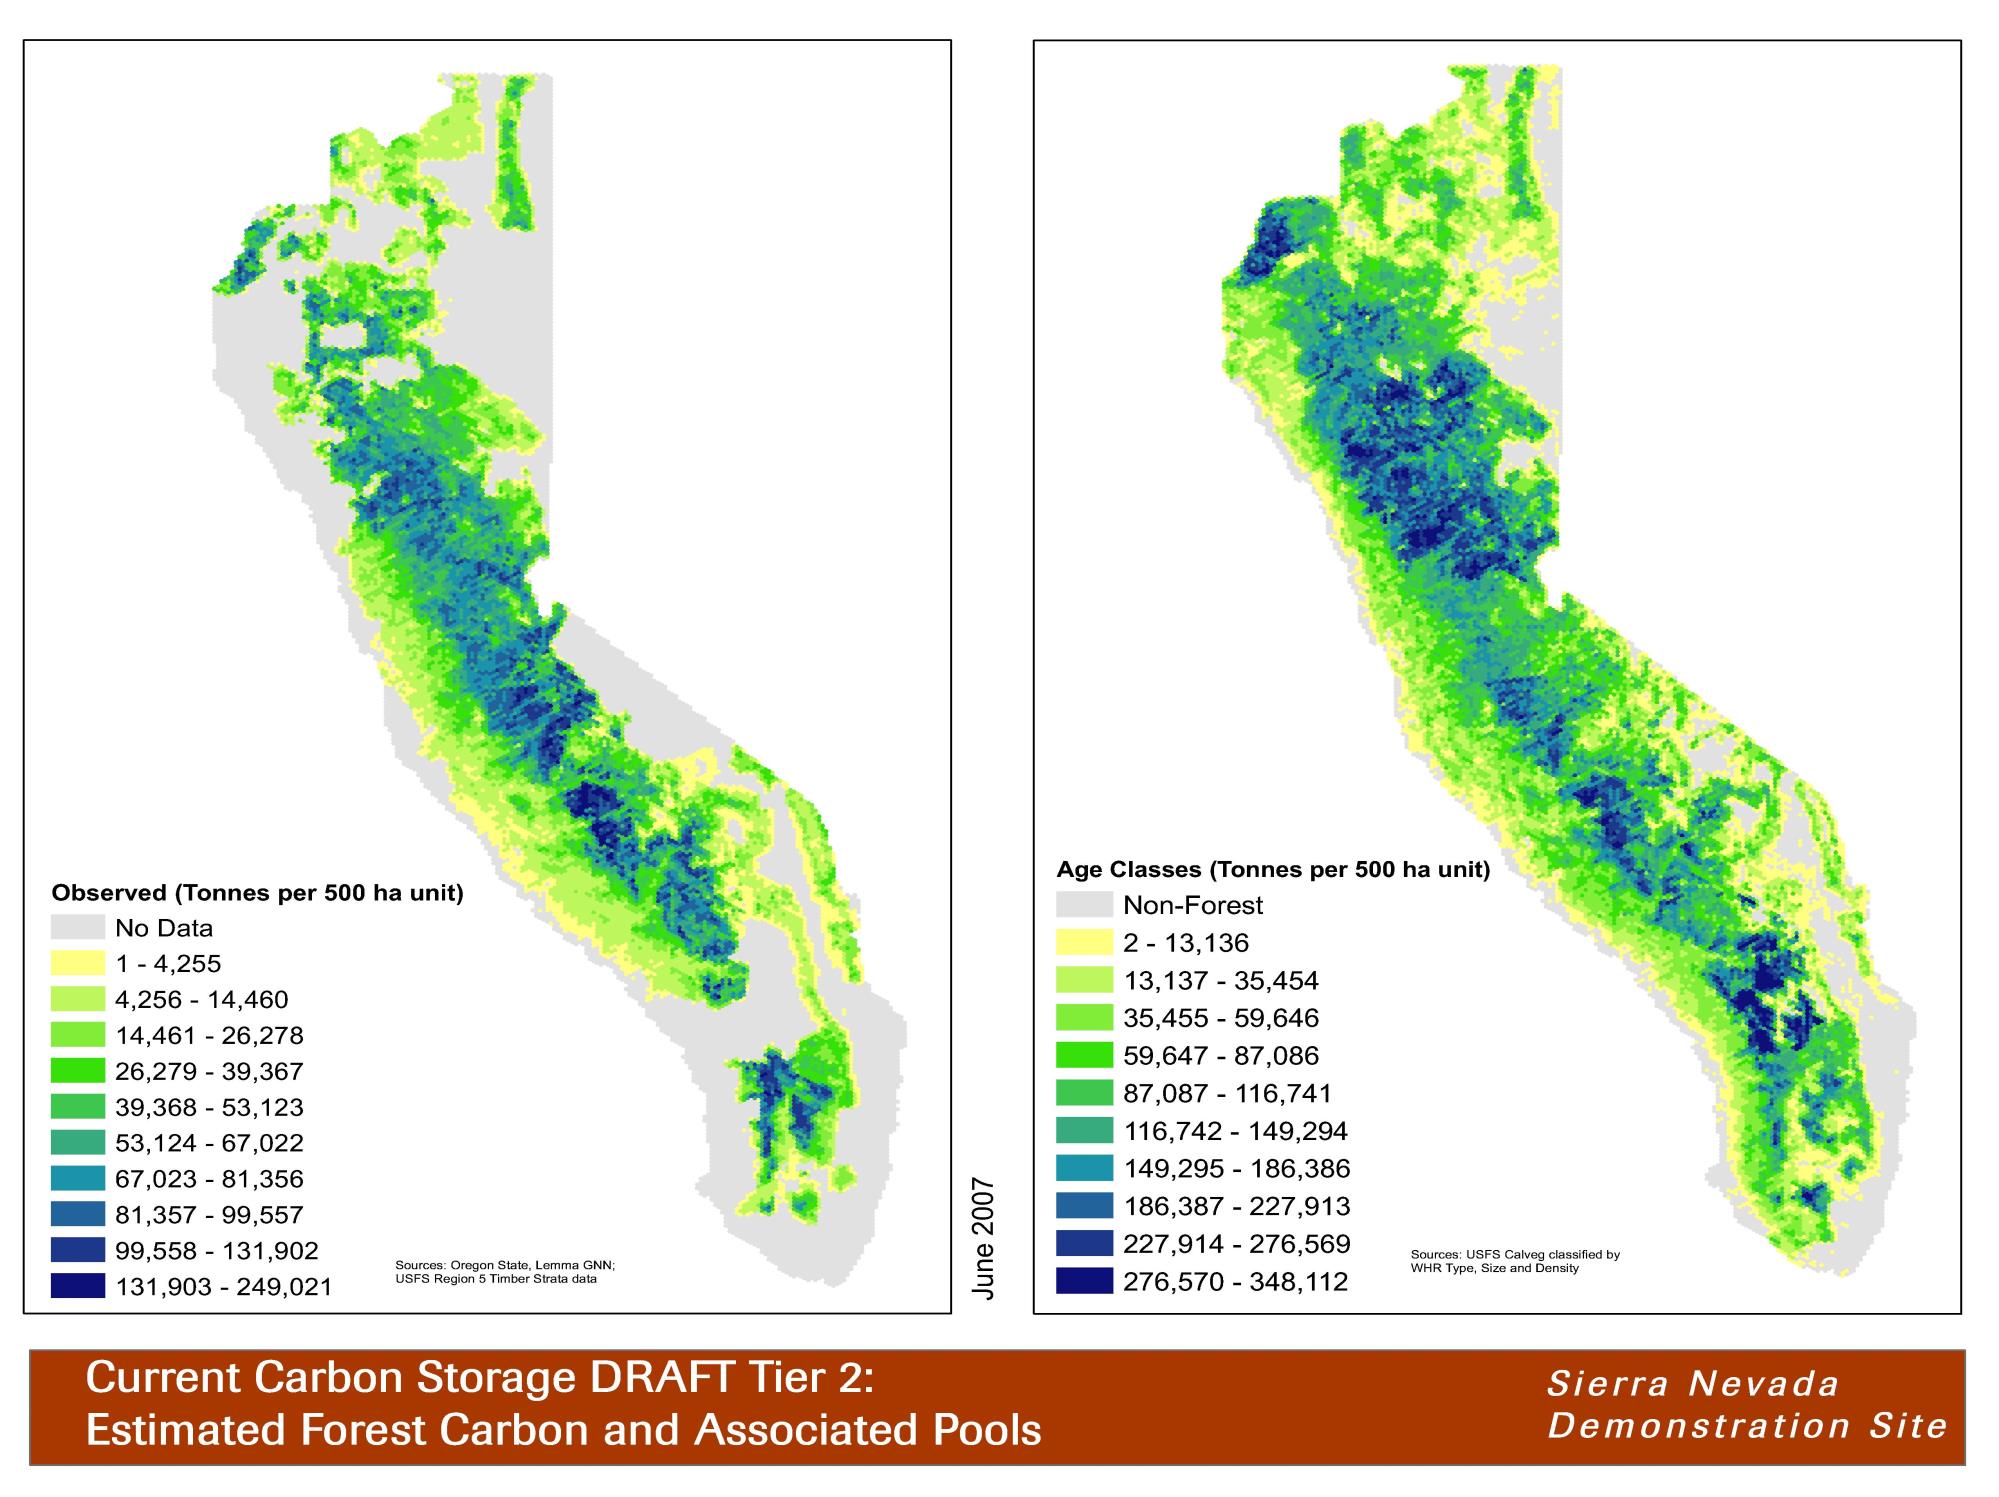 Observed (Tonnes per 500 ha unit)
No Data
1 - 4,255
4,256 - 14,460
14,461 - 26,278
26,279 - 39,367
39,368 - 53,123
53,124 - 67,022
67,023 - 81,356
81,357 - 99,557
99,558 - 131,902
131,903 - 249,021
Sources: Oregon State, Lemma GNN;
USFS Region 5 Timber Strata data
June 2007
Age Classes (Tonnes per 500 ha unit)
Non-Forest
2 - 13,136
13,137 - 35,454
35,455 - 59,646
59,647 - 87,086
87,087 - 116,741
116,742 - 149,294
149,295 - 186,386
186,387 - 227,913
227,914 - 276,569
276,570 - 348,112
Sources: USFS Calveg classified by
WHR Type, Size and Density
Current Carbon Storage DRAFT Tier 2:
Estimated Forest Carbon and Associated Pools
Sierra Nevada
Demonstration Site